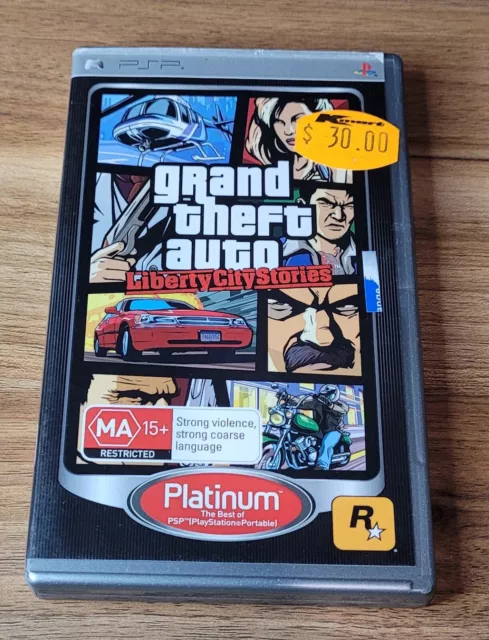 PSP
Kmart
$ 30.00
grand
theft
auto
Liberty City Stories
MA 15+
RESTRICTED
Strong violence,
strong coarse
language
Platinum™
The Best of
PSP™(PlayStation®Portable)
R